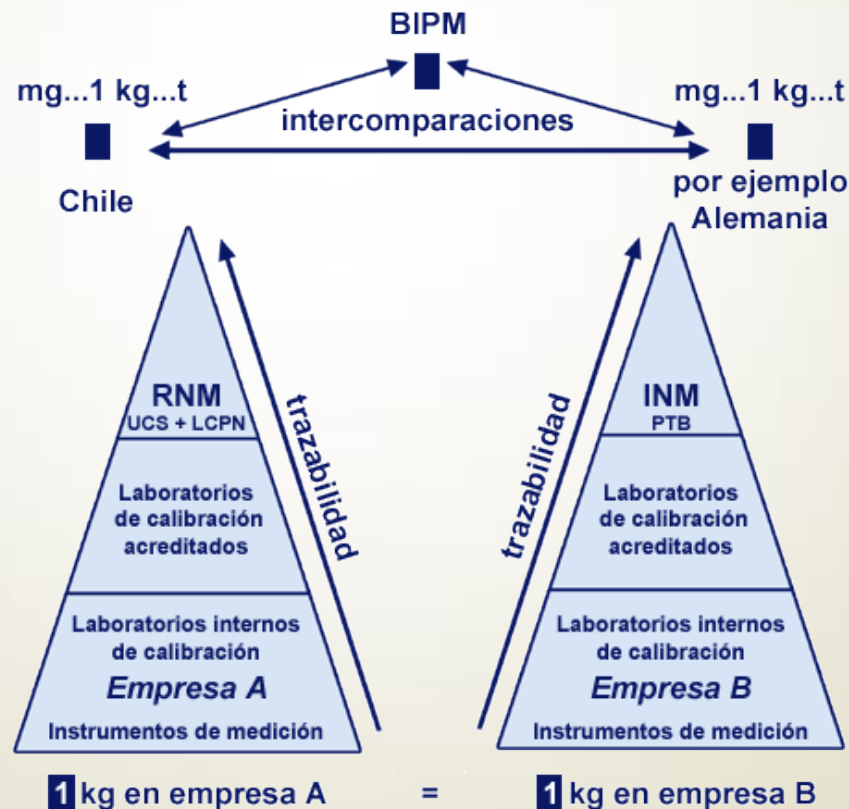 BIPM
mg...1 kg...t
mg...1 kg...t
intercomparaciones
Chile
por ejemplo
Alemania
RNM
UCS + LCPN
trazabilidad
Laboratorios
de calibración
acreditados
Laboratorios internos
de calibración
Empresa A
Instrumentos de medición
INM
PTB
trazabilidad
Laboratorios
de calibración
acreditados
Laboratorios internos
de calibración
Empresa B
Instrumentos de medición
1 kg en empresa A = 1 kg en empresa B